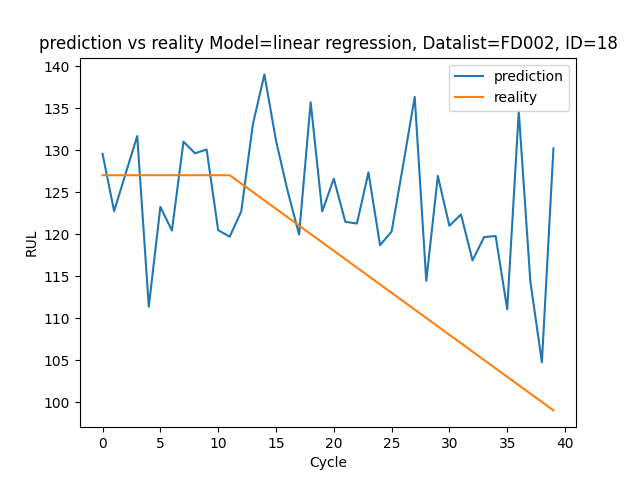 prediction vs reality Model=linear regression, Datalist=FD002, ID=18
prediction
reality
140
135
130
125
120
115
110
105
100
RUL
0 5 10 15 20 25 30 35 40
Cycle